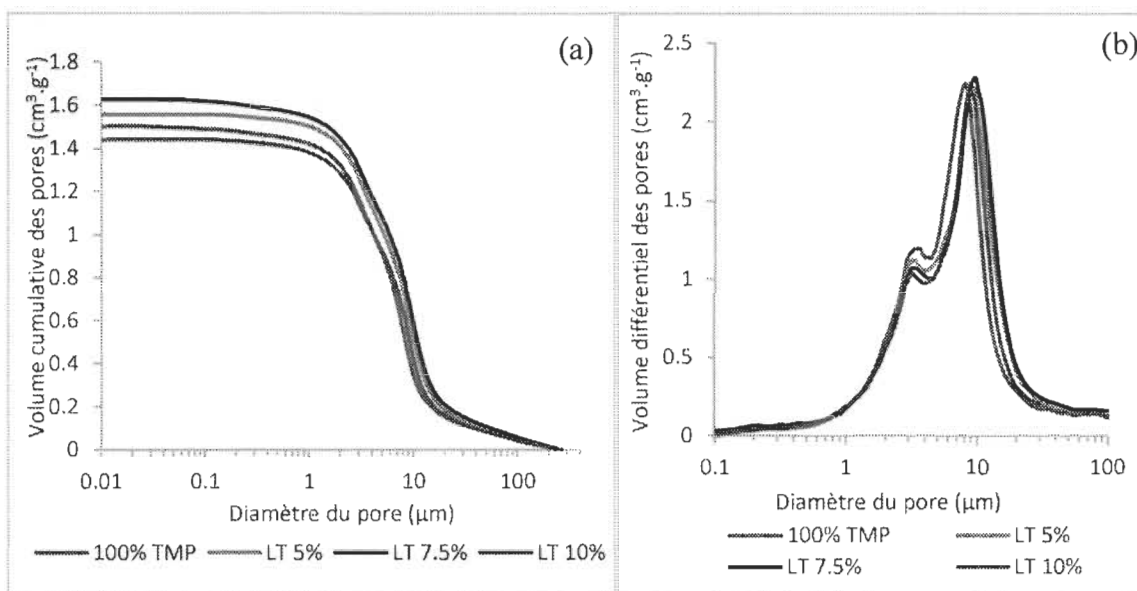 (a)
Volume cumulative des pores (cm³.g⁻¹)
1.8
1.6
1.4
1.2
1
0.8
0.6
0.4
0.2
0
0.01 0.1 1 10 100
Diamètre du pore (µm)
100% TMP LT 5% LT 7.5% LT 10%
(b)
Volume différentiel des pores (cm³.g⁻¹)
2.5
2
1.5
1
0.5
0
0.1 1 10 100
Diamètre du pore (µm)
100% TMP LT 5%
LT 7.5% LT 10%